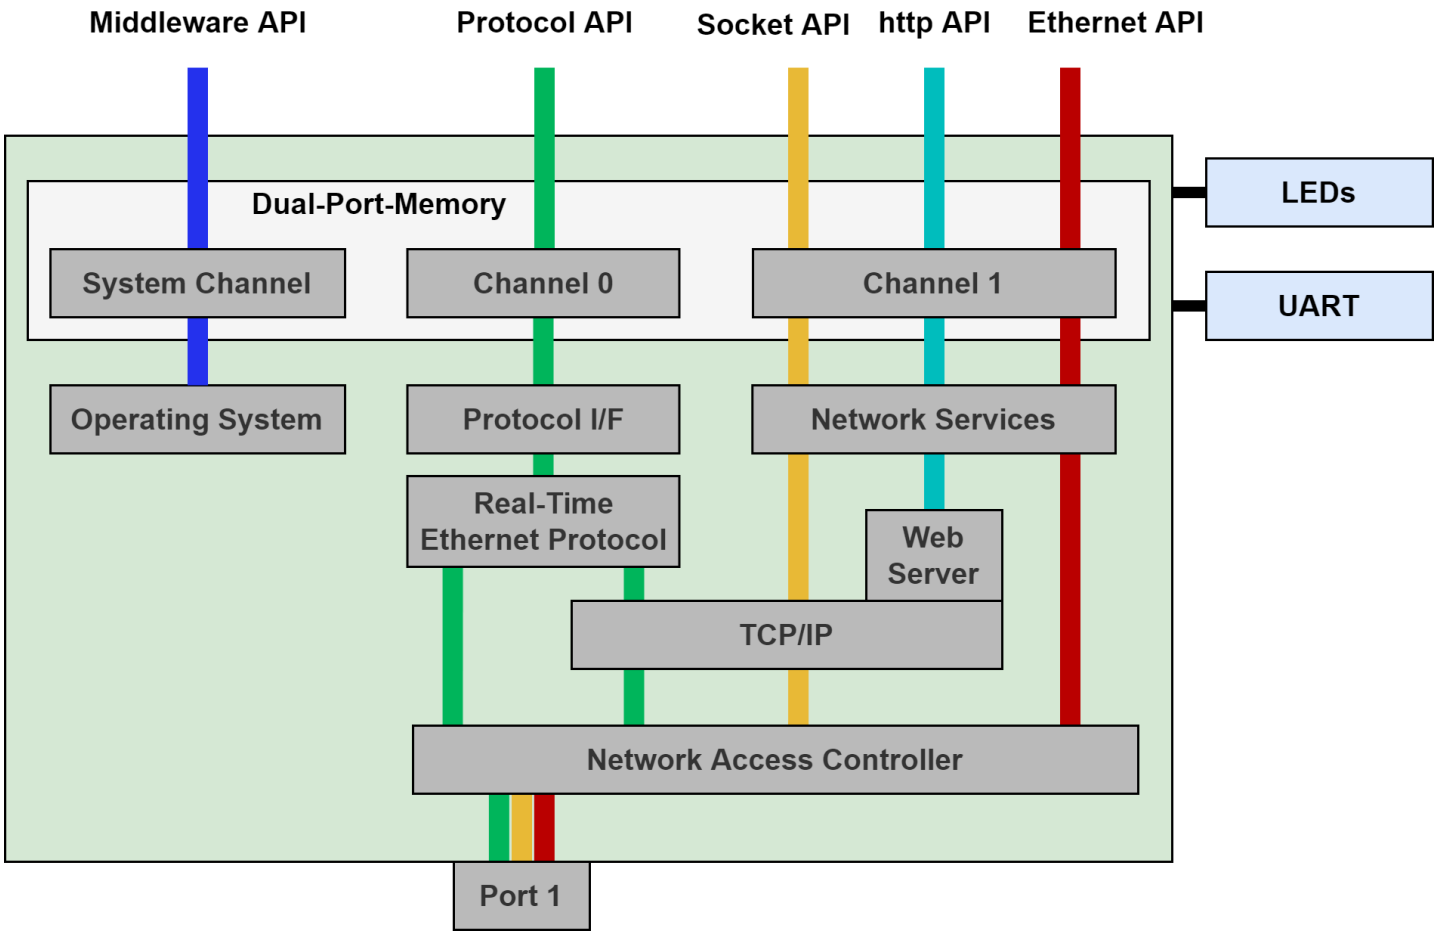 Middleware API
Protocol API
Socket API
http API
Ethernet API
Dual-Port-Memory
LEDs
System Channel
Channel 0
Channel 1
UART
Operating System
Protocol I/F
Network Services
Real-Time
Ethernet Protocol
Web
Server
TCP/IP
Network Access Controller
Port 1